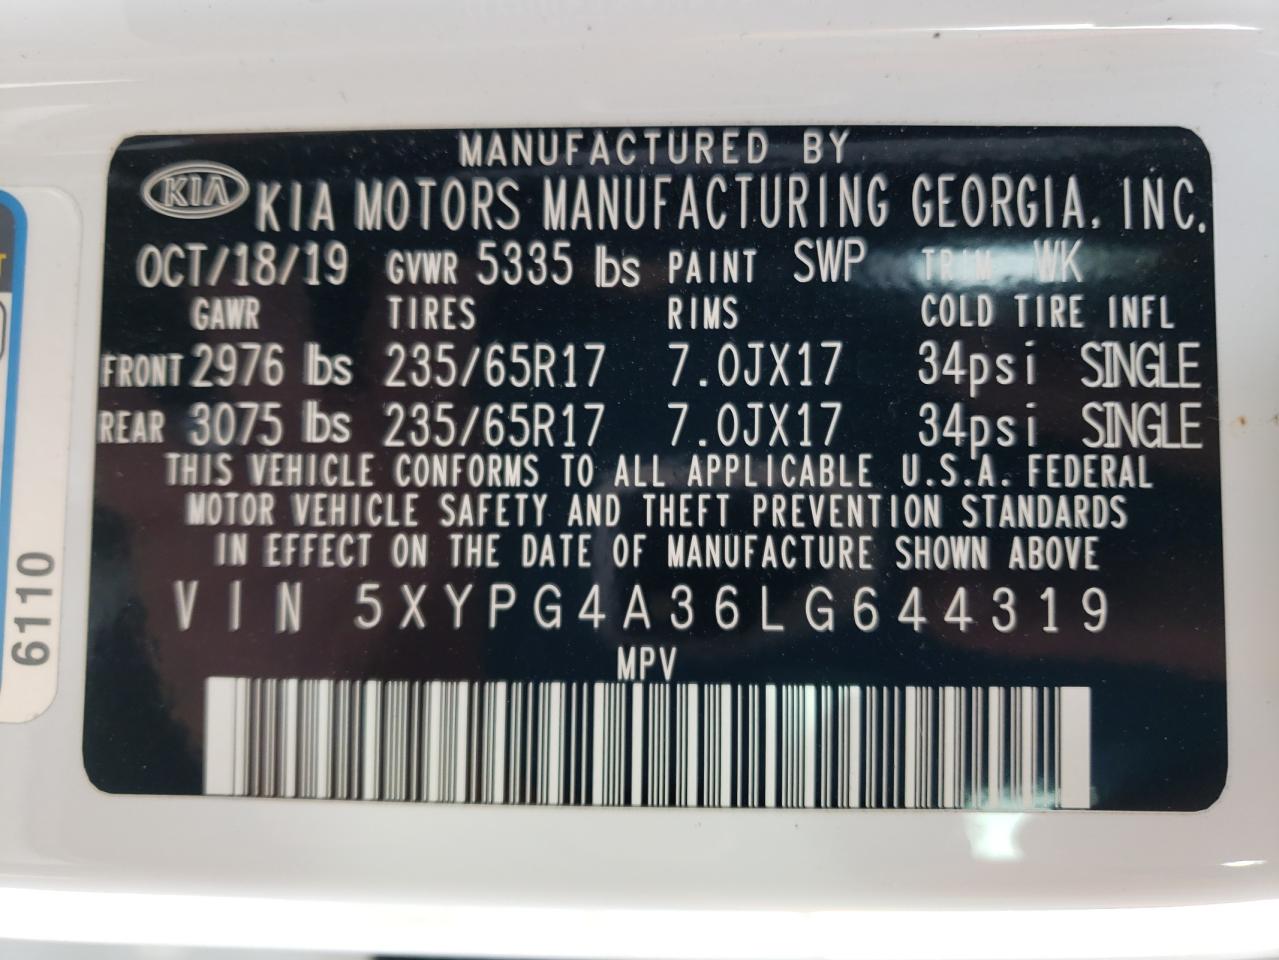 MANUFACTURED BY
KIA KIA MOTORS MANUFACTURING GEORGIA, INC.
OCT/18/19 GVWR 5335 lbs PAINT SWP TRIM WK
GAWR TIRES RIMS COLD TIRE INFL
FRONT 2976 lbs 235/65R17 7.0JX17 34psi SINGLE
REAR 3075 lbs 235/65R17 7.0JX17 34psi SINGLE
THIS VEHICLE CONFORMS TO ALL APPLICABLE U.S.A. FEDERAL
MOTOR VEHICLE SAFETY AND THEFT PREVENTION STANDARDS
IN EFFECT ON THE DATE OF MANUFACTURE SHOWN ABOVE
VIN 5XYPG4A36LG644319
MPV
6110